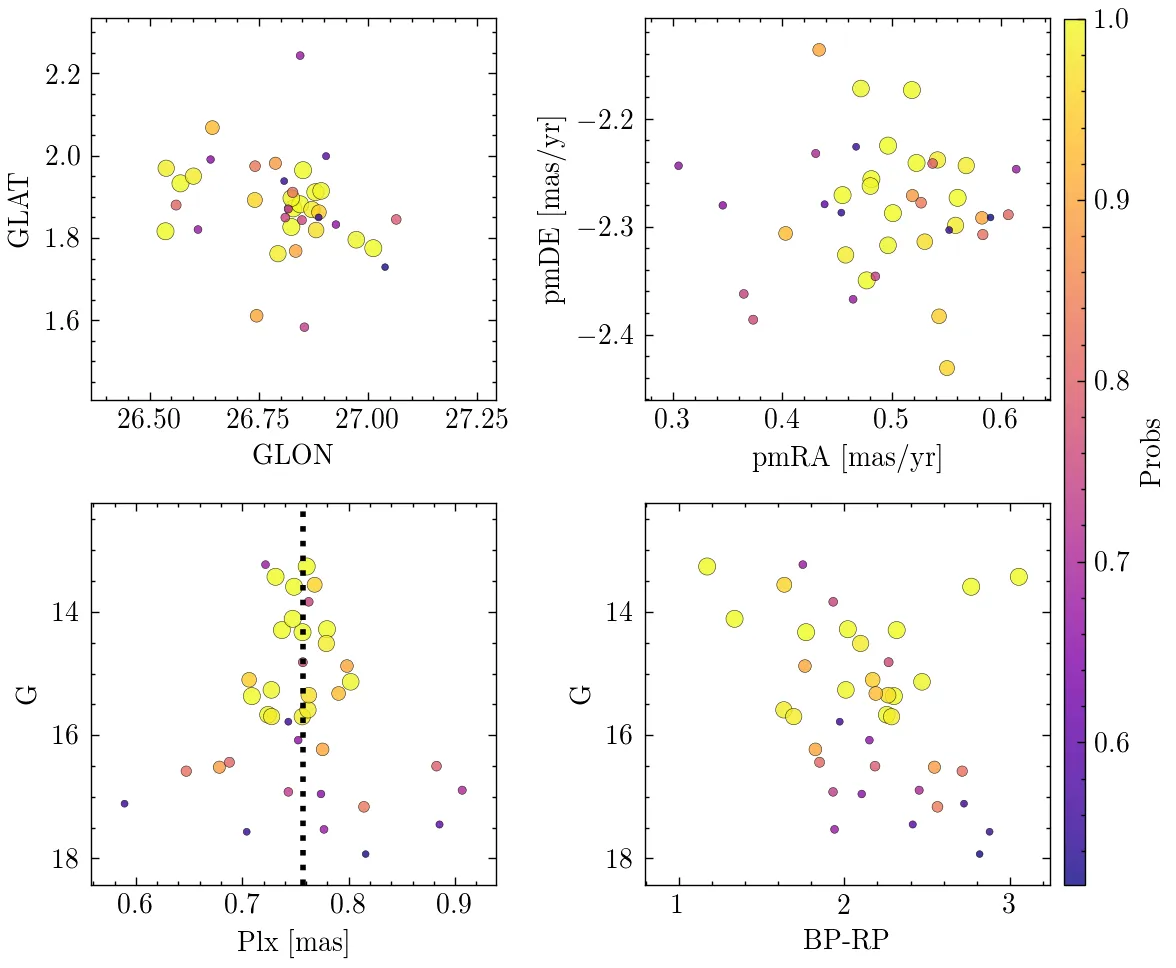 2.2
2.0
1.8
1.6
GLAT
26.50 26.75 27.00 27.25
GLON
−2.2
−2.3
−2.4
pmDE [mas/yr]
0.3 0.4 0.5 0.6
pmRA [mas/yr]
1.0
0.9
0.8
0.7
0.6
Probs
14
16
18
G
0.6 0.7 0.8 0.9
Plx [mas]
14
16
18
G
1 2 3
BP-RP